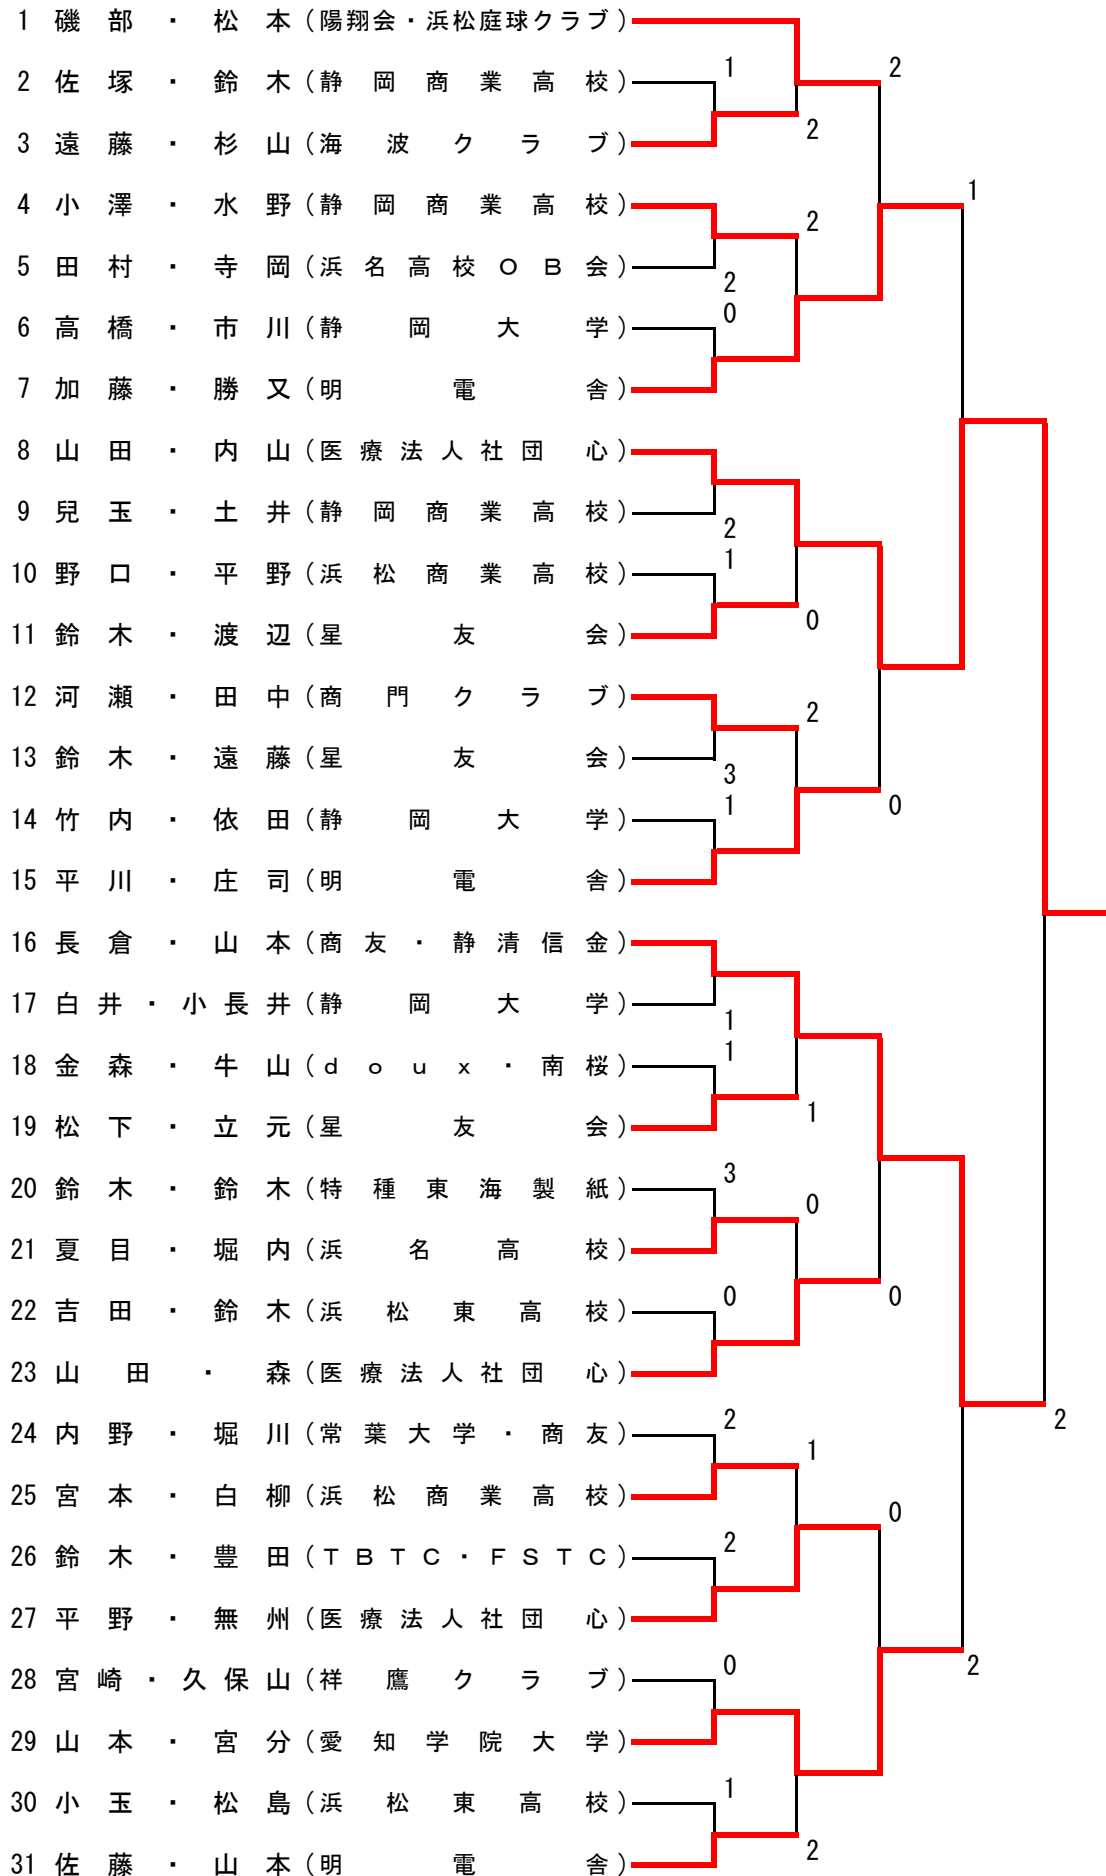 1 磯部・松本(陽翔会・浜松庭球クラブ)
2 佐塚・鈴木(静岡商業高校) 1 2
3 遠藤・杉山(海波クラブ) 2
4 小澤・水野(静岡商業高校) 2 1
5 田村・寺岡(浜名高校OB会) 2
6 高橋・市川(静岡大学) 0
7 加藤・勝又(明電舎)
8 山田・内山(医療法人社団 心)
9 兒玉・土井(静岡商業高校) 2
10 野口・平野(浜松商業高校) 1
11 鈴木・渡辺(星友会) 0
12 河瀬・田中(商門クラブ) 2
13 鈴木・遠藤(星友会) 3
14 竹内・依田(静岡大学) 1 0
15 平川・庄司(明電舎)
16 長倉・山本(商友・静清信金)
17 白井・小長井(静岡大学) 1
18 金森・牛山(doux・南桜) 1
19 松下・立元(星友会) 1
20 鈴木・鈴木(特種東海製紙) 3 0
21 夏目・堀内(浜名高校)
22 吉田・鈴木(浜松東高校) 0 0
23 山田・森(医療法人社団 心)
24 内野・堀川(常葉大学・商友) 2 1 2
25 宮本・白柳(浜松商業高校) 0
26 鈴木・豊田(TBTC・FSTC) 2
27 平野・無州(医療法人社団 心)
28 宮崎・久保山(祥鷹クラブ) 0 2
29 山本・宮分(愛知学院大学)
30 小玉・松島(浜松東高校) 1
31 佐藤・山本(明電舎) 2